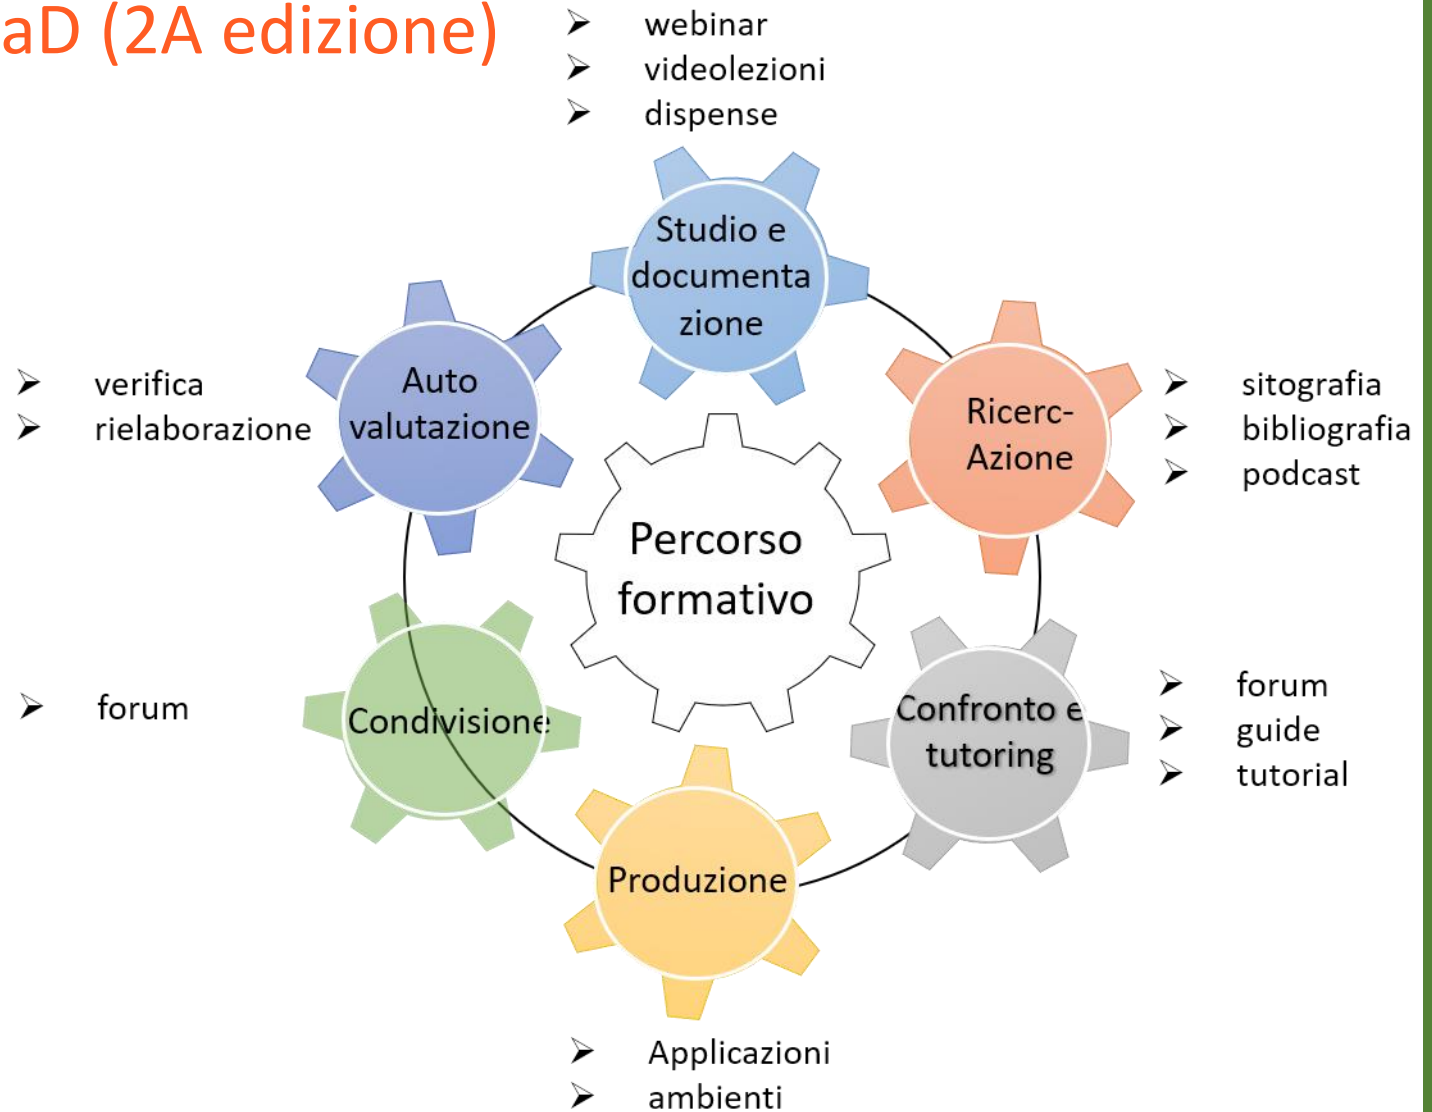 aD (2A edizione)
webinar
videolezioni
dispense
Studio e
documenta
zione
Ricerc-
Azione
sitografia
bibliografia
podcast
Confronto e
tutoring
forum
guide
tutorial
Produzione
Applicazioni
ambienti
Condivisione
forum
Auto
valutazione
verifica
rielaborazione
Percorso
formativo